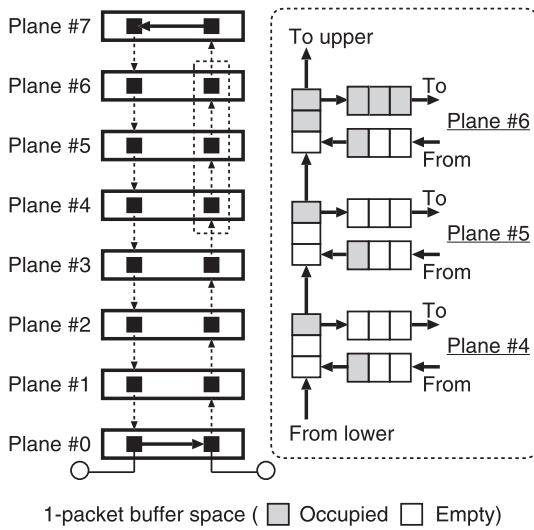 Plane #7
Plane #6
Plane #5
Plane #4
Plane #3
Plane #2
Plane #1
Plane #0
To upper
To
Plane #6
From
To
Plane #5
From
To
Plane #4
From
From lower
1-packet buffer space ( Occupied Empty)